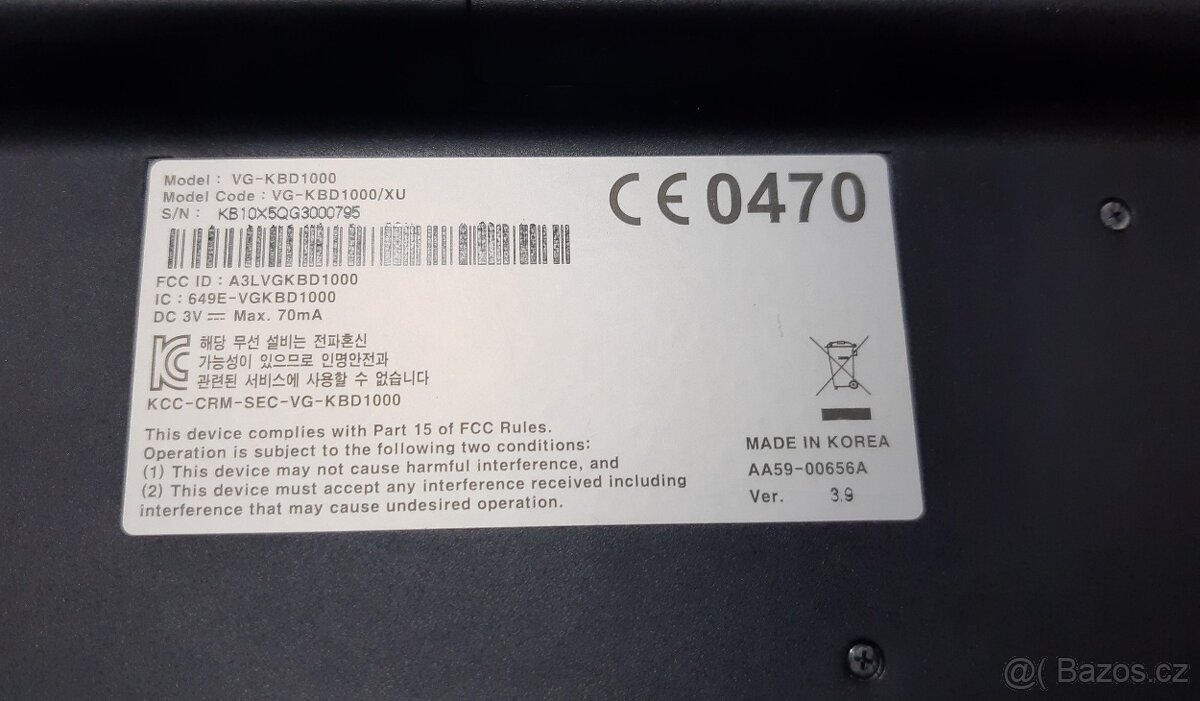 Model : VG-KBD1000
Model Code : VG-KBD1000/XU
S/N : KB10X5QG3000795
CE 0470
FCC ID : A3LVGKBD1000
IC : 649E-VGKBD1000
DC 3V ⎓ Max. 70mA
해당 무선 설비는 전파혼신
가능성이 있으므로 인명안전과
관련된 서비스에 사용할 수 없습니다
KCC-CRM-SEC-VG-KBD1000
This device complies with Part 15 of FCC Rules.
Operation is subject to the following two conditions:
(1) This device may not cause harmful interference, and
(2) This device must accept any interference received including
interference that may cause undesired operation.
MADE IN KOREA
AA59-00656A
Ver. 3.9
@( Bazos.cz